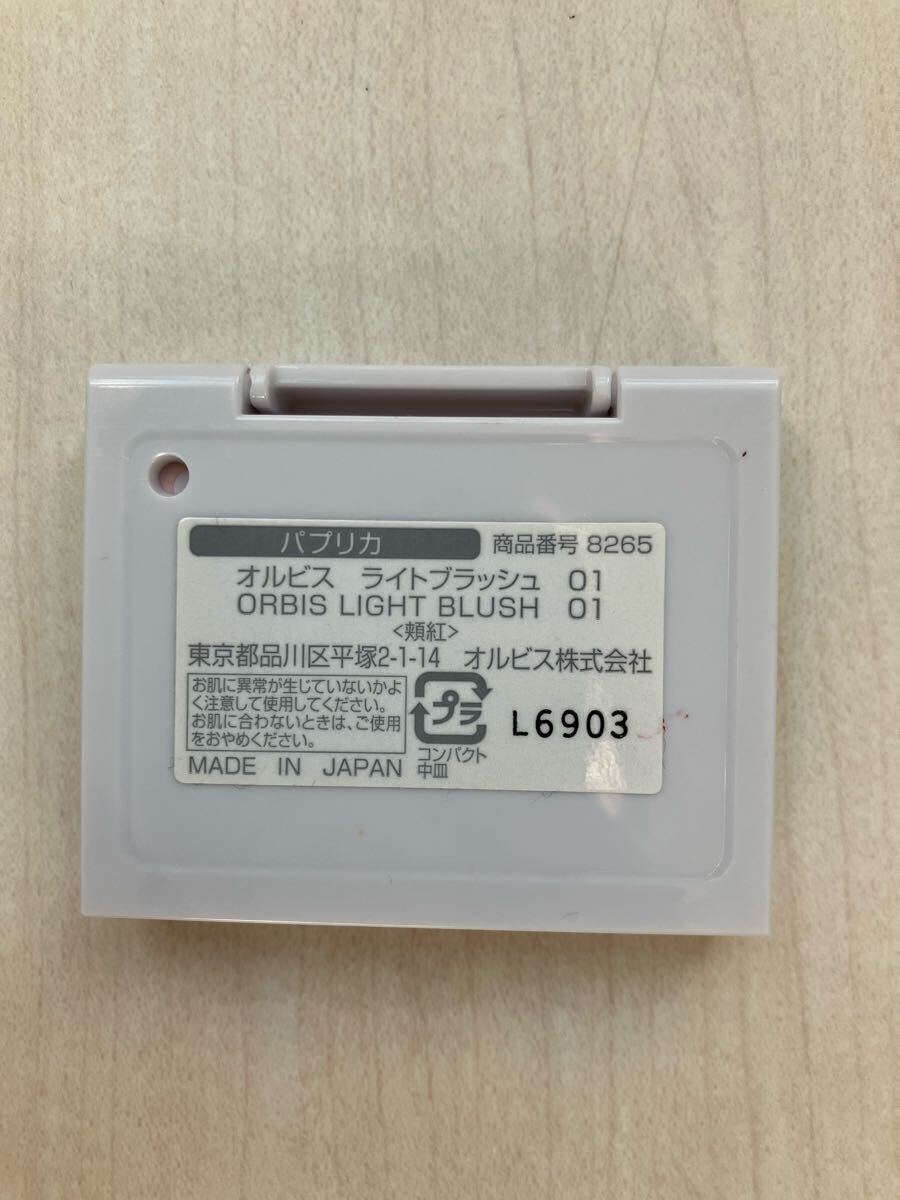 パプリカ 商品番号 8265
オルビス ライトブラッシュ 01
ORBIS LIGHT BLUSH 01
<頬紅>
東京都品川区平塚2-1-14 オルビス株式会社
お肌に異常が生じていないかよ
く注意して使用してください。
お肌に合わないときは、ご使用
をおやめください。
プラ
コンパクト
中皿
L6903
MADE IN JAPAN